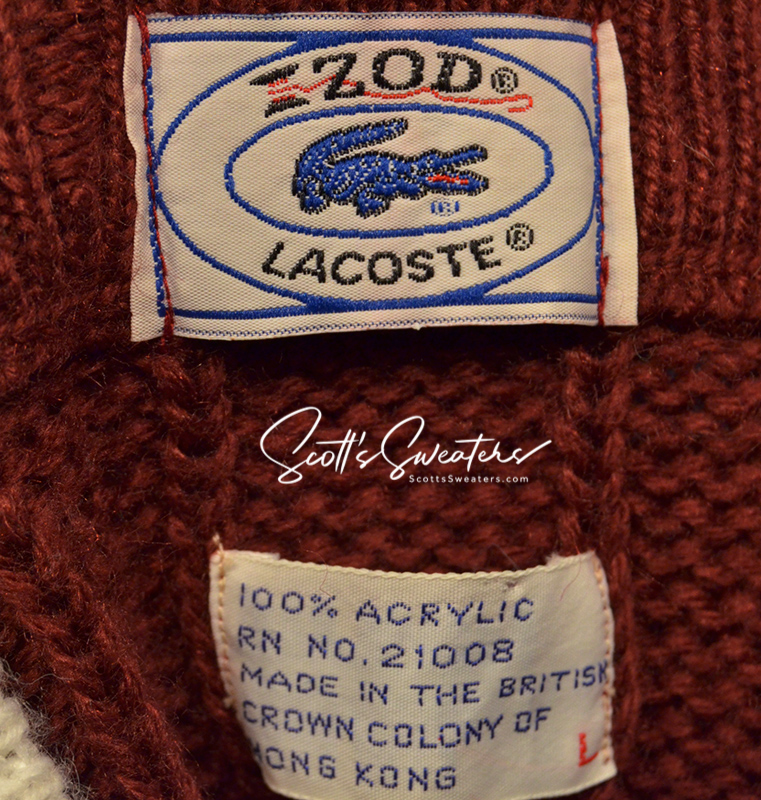 IZOD®
®
LACOSTE®
Scott'sSweaters
ScottsSweaters.com
100% ACRYLIC
RN NO.21008
MADE IN THE BRITISH
CROWN COLONY OF
HONG KONG
L